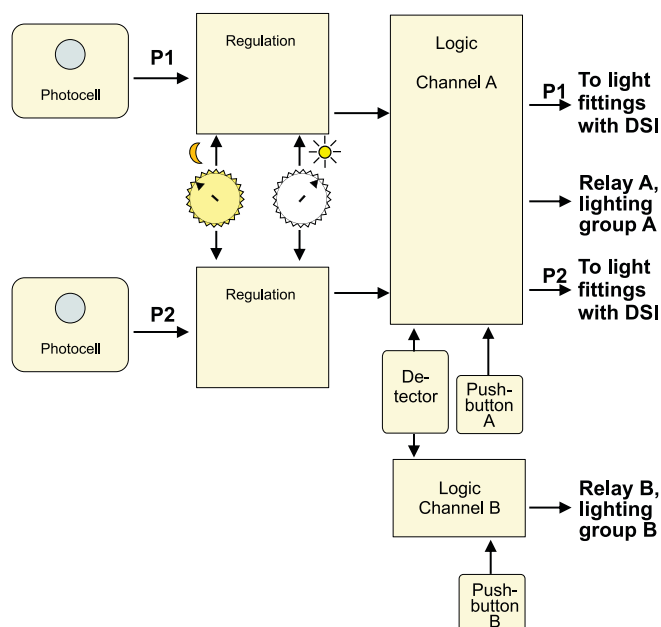 Photocell
P1
Regulation
Logic
Channel A
P1
To light
fittings
with DSI
Relay A,
lighting
group A
Photocell
P2
Regulation
P2
To light
fittings
with DSI
De-
tector
Push-
button
A
Logic
Channel B
Relay B,
lighting
group B
Push-
button
B